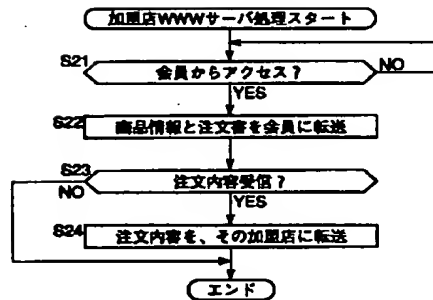 加盟店WWWサーバ処理スタート
S21
会員からアクセス?
NO
YES
S22
商品情報と注文書を会員に転送
S23
注文内容受信?
NO
YES
S24
注文内容を、その加盟店に転送
エンド